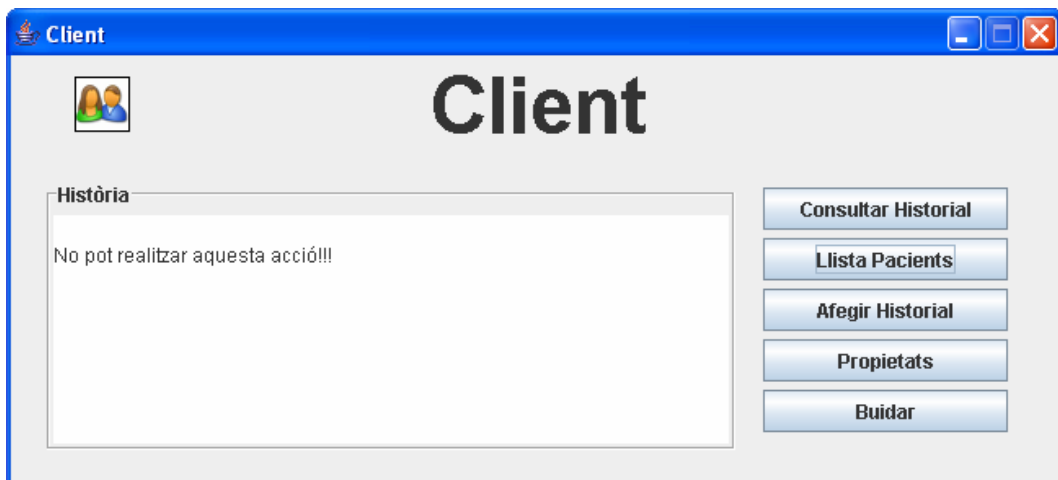 Client
Client
Història
No pot realitzar aquesta acció!!!
Consultar Historial
Llista Pacients
Afegir Historial
Propietats
Buidar